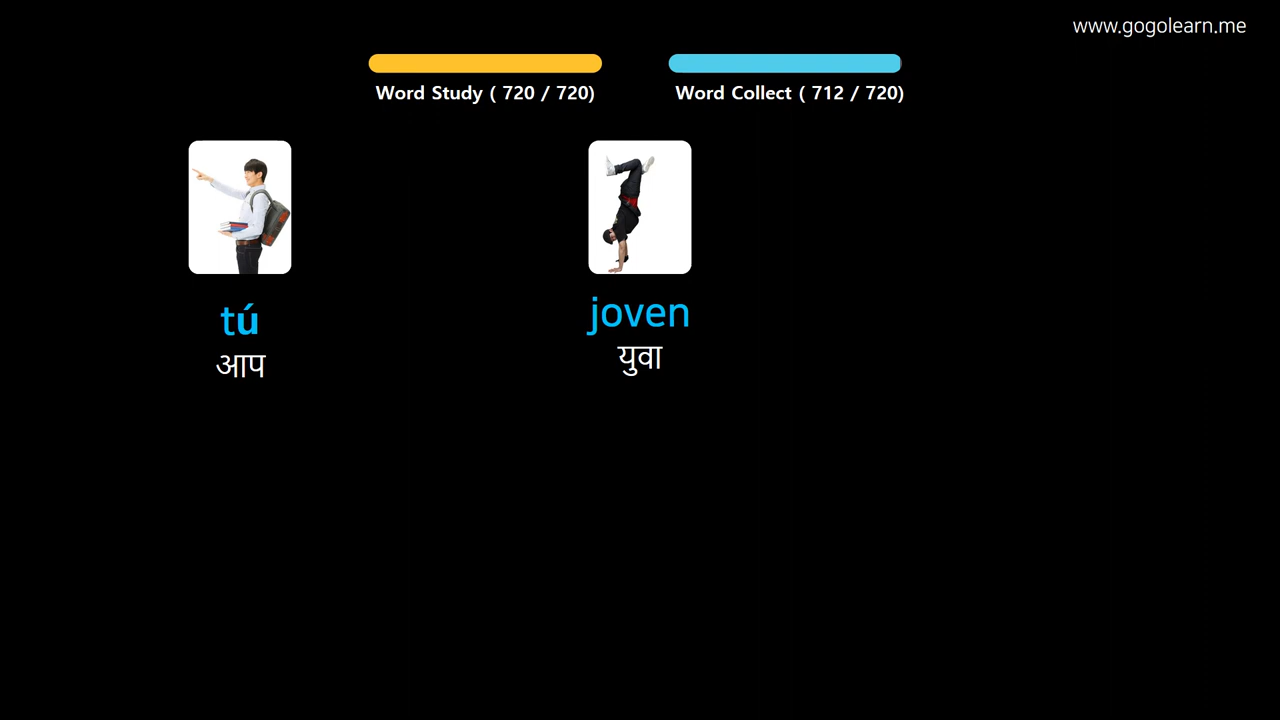 www.gogolearn.me
Word Study ( 720 / 720)
Word Collect ( 712 / 720)
tú
आप
joven
युवा